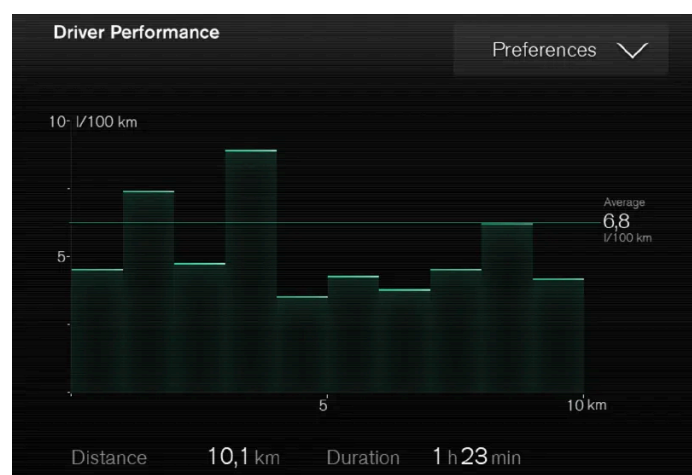 Driver Performance
Preferences
10 l/100 km
Average
6,8
l/100 km
5
5
10 km
Distance 10,1 km Duration 1 h 23 min